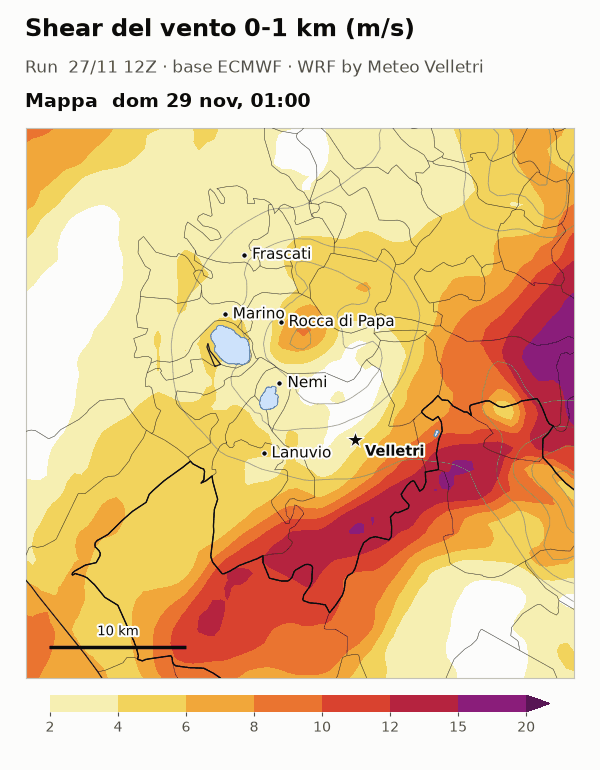 Shear del vento 0-1 km (m/s)
Run 27/11 12Z · base ECMWF · WRF by Meteo Velletri
Mappa dom 29 nov, 01:00
Frascati
Marino
Rocca di Papa
Nemi
Lanuvio
Velletri
10 km
2 4 6 8 10 12 15 20